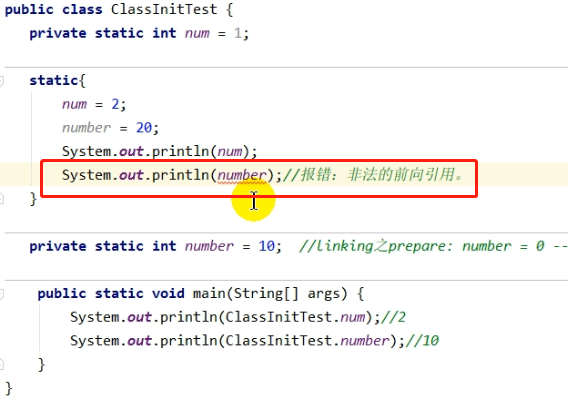 public class ClassInitTest {
private static int num = 1;
static{
num = 2;
number = 20;
System.out.println(num);
System.out.println(number);//报错：非法的前向引用。
}
private static int number = 10;  //linking之prepare: number = 0 --
public static void main(String[] args) {
System.out.println(ClassInitTest.num);//2
System.out.println(ClassInitTest.number);//10
}
}